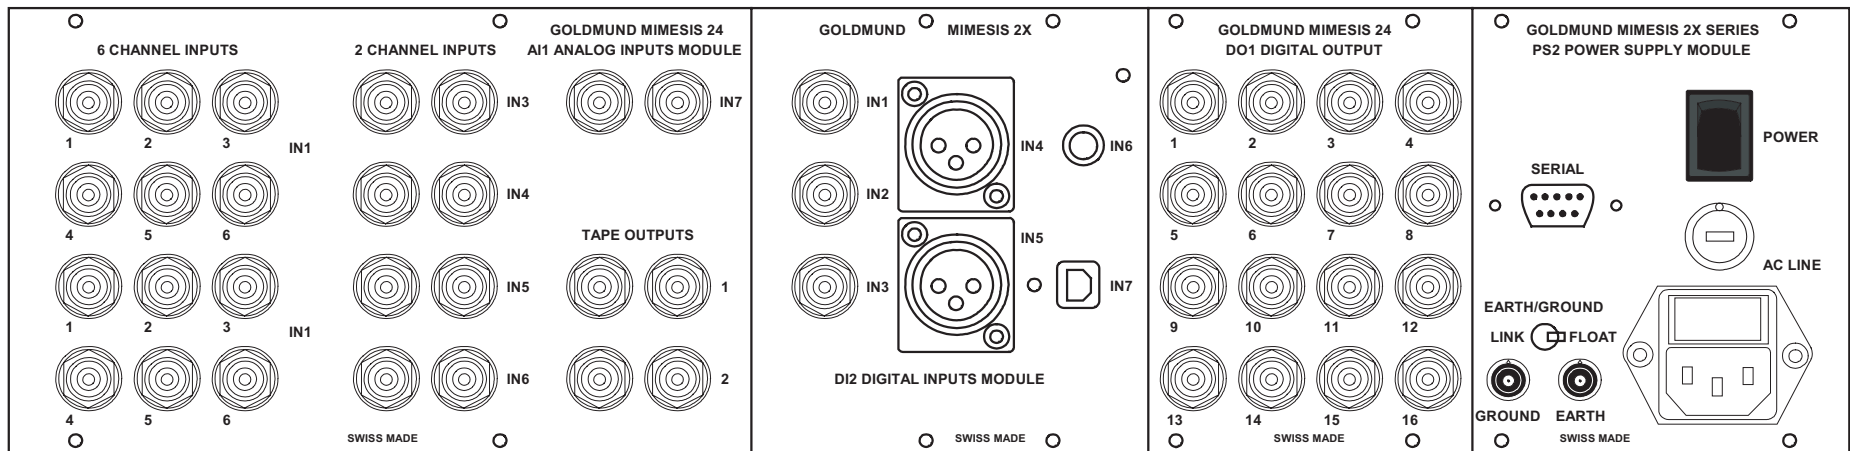 6 CHANNEL INPUTS
2 CHANNEL INPUTS
GOLDMUND MIMESIS 24
AI1 ANALOG INPUTS MODULE
1 2 3
IN1
4 5 6
1 2 3
IN1
4 5 6
IN3
IN4
IN5
IN6
IN7
TAPE OUTPUTS
1
2
SWISS MADE
GOLDMUND MIMESIS 2X
IN1
IN2
IN3
IN4
IN5
IN6
IN7
DI2 DIGITAL INPUTS MODULE
SWISS MADE
GOLDMUND MIMESIS 24
DO1 DIGITAL OUTPUT
1 2 3 4
5 6 7 8
9 10 11 12
13 14 15 16
SWISS MADE
GOLDMUND MIMESIS 2X SERIES
PS2 POWER SUPPLY MODULE
POWER
SERIAL
AC LINE
EARTH/GROUND
LINK FLOAT
GROUND EARTH
SWISS MADE